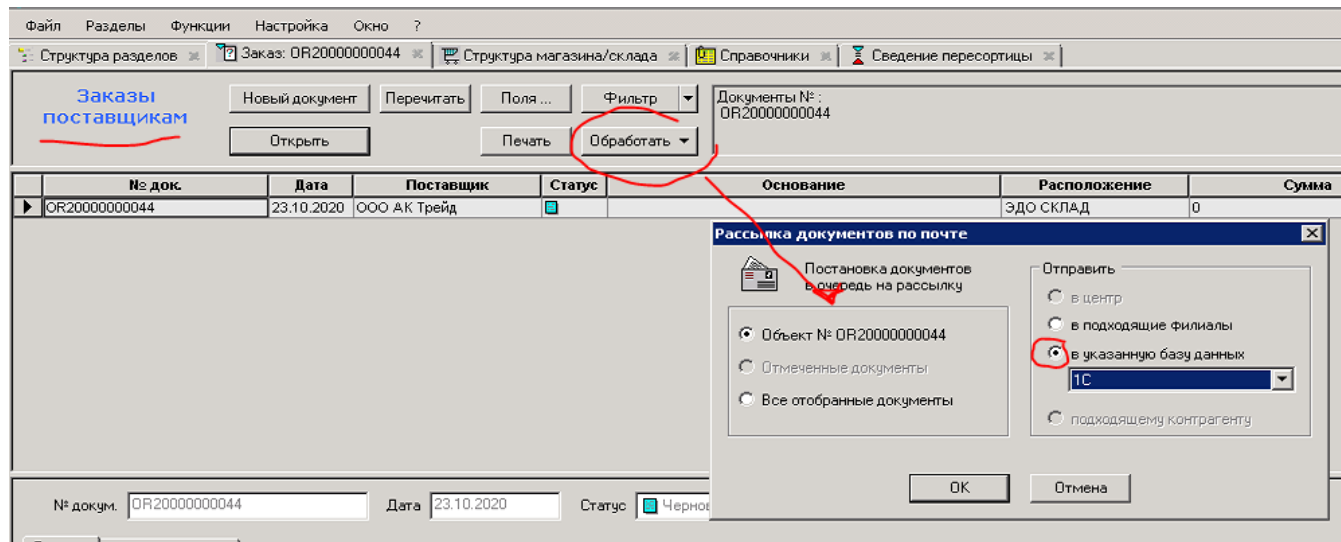 Файл Разделы Функции Настройка Окно ?
Структура разделов Заказ: OR20000000044 Структура магазина/склада Справочники Сведение пересортицы
Заказы поставщикам
Новый документ Перечитать Поля ... Фильтр
Открыть Печать Обработать
Документы № :
OR20000000044
№ док. Дата Поставщик Статус Основание Расположение Сумма
OR20000000044 23.10.2020 ООО АК Трейд ЭДО СКЛАД 0
Рассылка документов по почте
Постановка документов
в очередь на рассылку
Объект № OR20000000044
Отмеченные документы
Все отобранные документы
Отправить
в центр
в подходящие филиалы
в указанную базу данных
1С
подходящему контрагенту
OK Отмена
№ докум. OR20000000044 Дата 23.10.2020 Статус Чернов